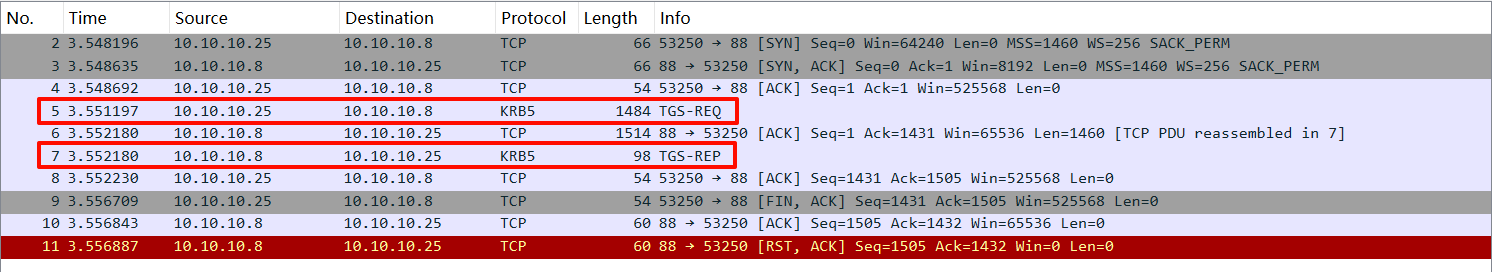 No. Time Source Destination Protocol Length Info
2 3.548196 10.10.10.25 10.10.10.8 TCP 66 53250 → 88 [SYN] Seq=0 Win=64240 Len=0 MSS=1460 WS=256 SACK_PERM
3 3.548635 10.10.10.8 10.10.10.25 TCP 66 88 → 53250 [SYN, ACK] Seq=0 Ack=1 Win=8192 Len=0 MSS=1460 WS=256 SACK_PERM
4 3.548692 10.10.10.25 10.10.10.8 TCP 54 53250 → 88 [ACK] Seq=1 Ack=1 Win=525568 Len=0
5 3.551197 10.10.10.25 10.10.10.8 KRB5 1484 TGS-REQ
6 3.552180 10.10.10.8 10.10.10.25 TCP 1514 88 → 53250 [ACK] Seq=1 Ack=1431 Win=65536 Len=1460 [TCP PDU reassembled in 7]
7 3.552180 10.10.10.8 10.10.10.25 KRB5 98 TGS-REP
8 3.552230 10.10.10.25 10.10.10.8 TCP 54 53250 → 88 [ACK] Seq=1431 Ack=1505 Win=525568 Len=0
9 3.556709 10.10.10.25 10.10.10.8 TCP 54 53250 → 88 [FIN, ACK] Seq=1431 Ack=1505 Win=525568 Len=0
10 3.556843 10.10.10.8 10.10.10.25 TCP 60 88 → 53250 [ACK] Seq=1505 Ack=1432 Win=65536 Len=0
11 3.556887 10.10.10.8 10.10.10.25 TCP 60 88 → 53250 [RST, ACK] Seq=1505 Ack=1432 Win=0 Len=0